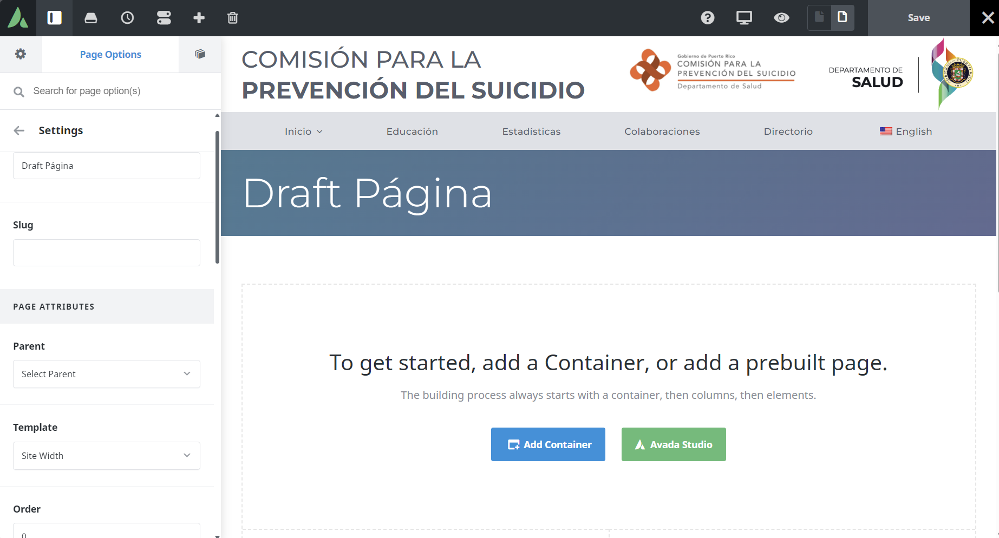 Save
Page Options
Search for page option(s)
Settings
Draft Página
Slug
PAGE ATTRIBUTES
Parent
Select Parent
Template
Site Width
Order
0
COMISIÓN PARA LA
PREVENCIÓN DEL SUICIDIO
Gobierno de Puerto Rico
COMISIÓN PARA LA
PREVENCIÓN DEL SUICIDIO
Departamento de Salud
DEPARTAMENTO DE
SALUD
Inicio
Educación
Estadísticas
Colaboraciones
Directorio
English
Draft Página
To get started, add a Container, or add a prebuilt page.
The building process always starts with a container, then columns, then elements.
Add Container
Avada Studio